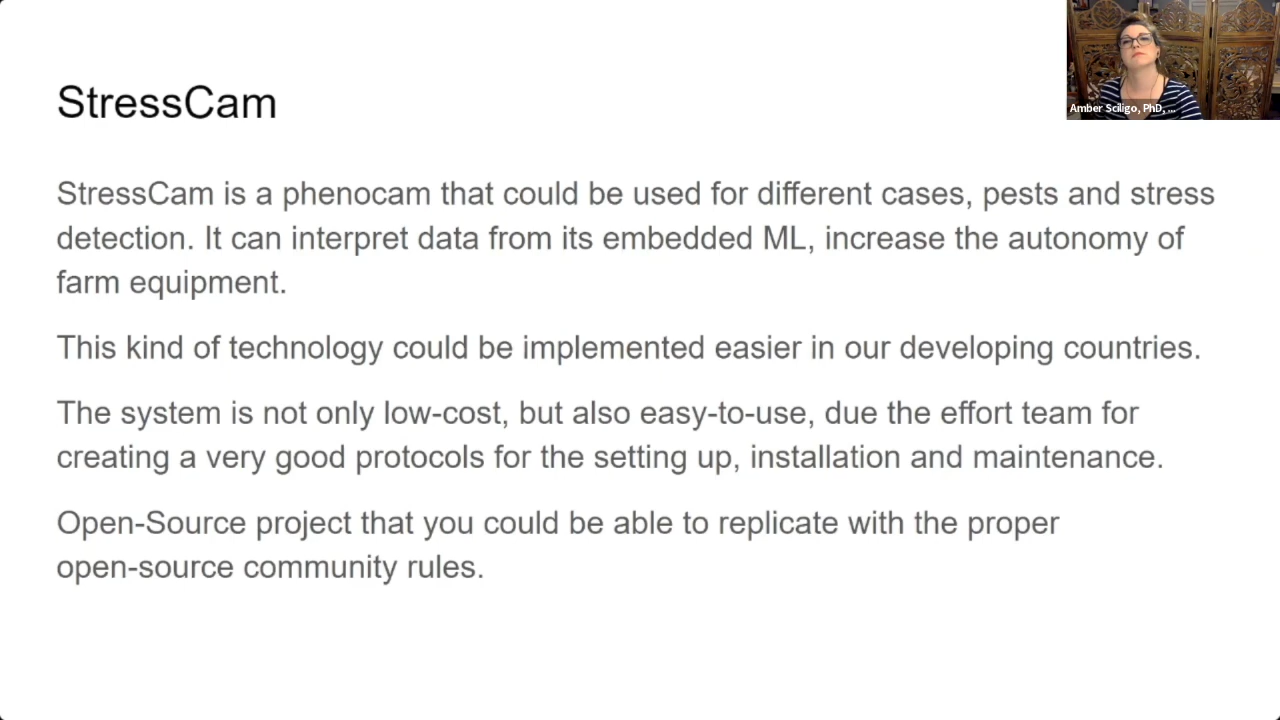 StressCam
StressCam is a phenocam that could be used for different cases, pests and stress
detection. It can interpret data from its embedded ML, increase the autonomy of
farm equipment.
This kind of technology could be implemented easier in our developing countries.
The system is not only low-cost, but also easy-to-use, due the effort team for
creating a very good protocols for the setting up, installation and maintenance.
Open-Source project that you could be able to replicate with the proper
open-source community rules.
Amber Sciligo, PhD, ...